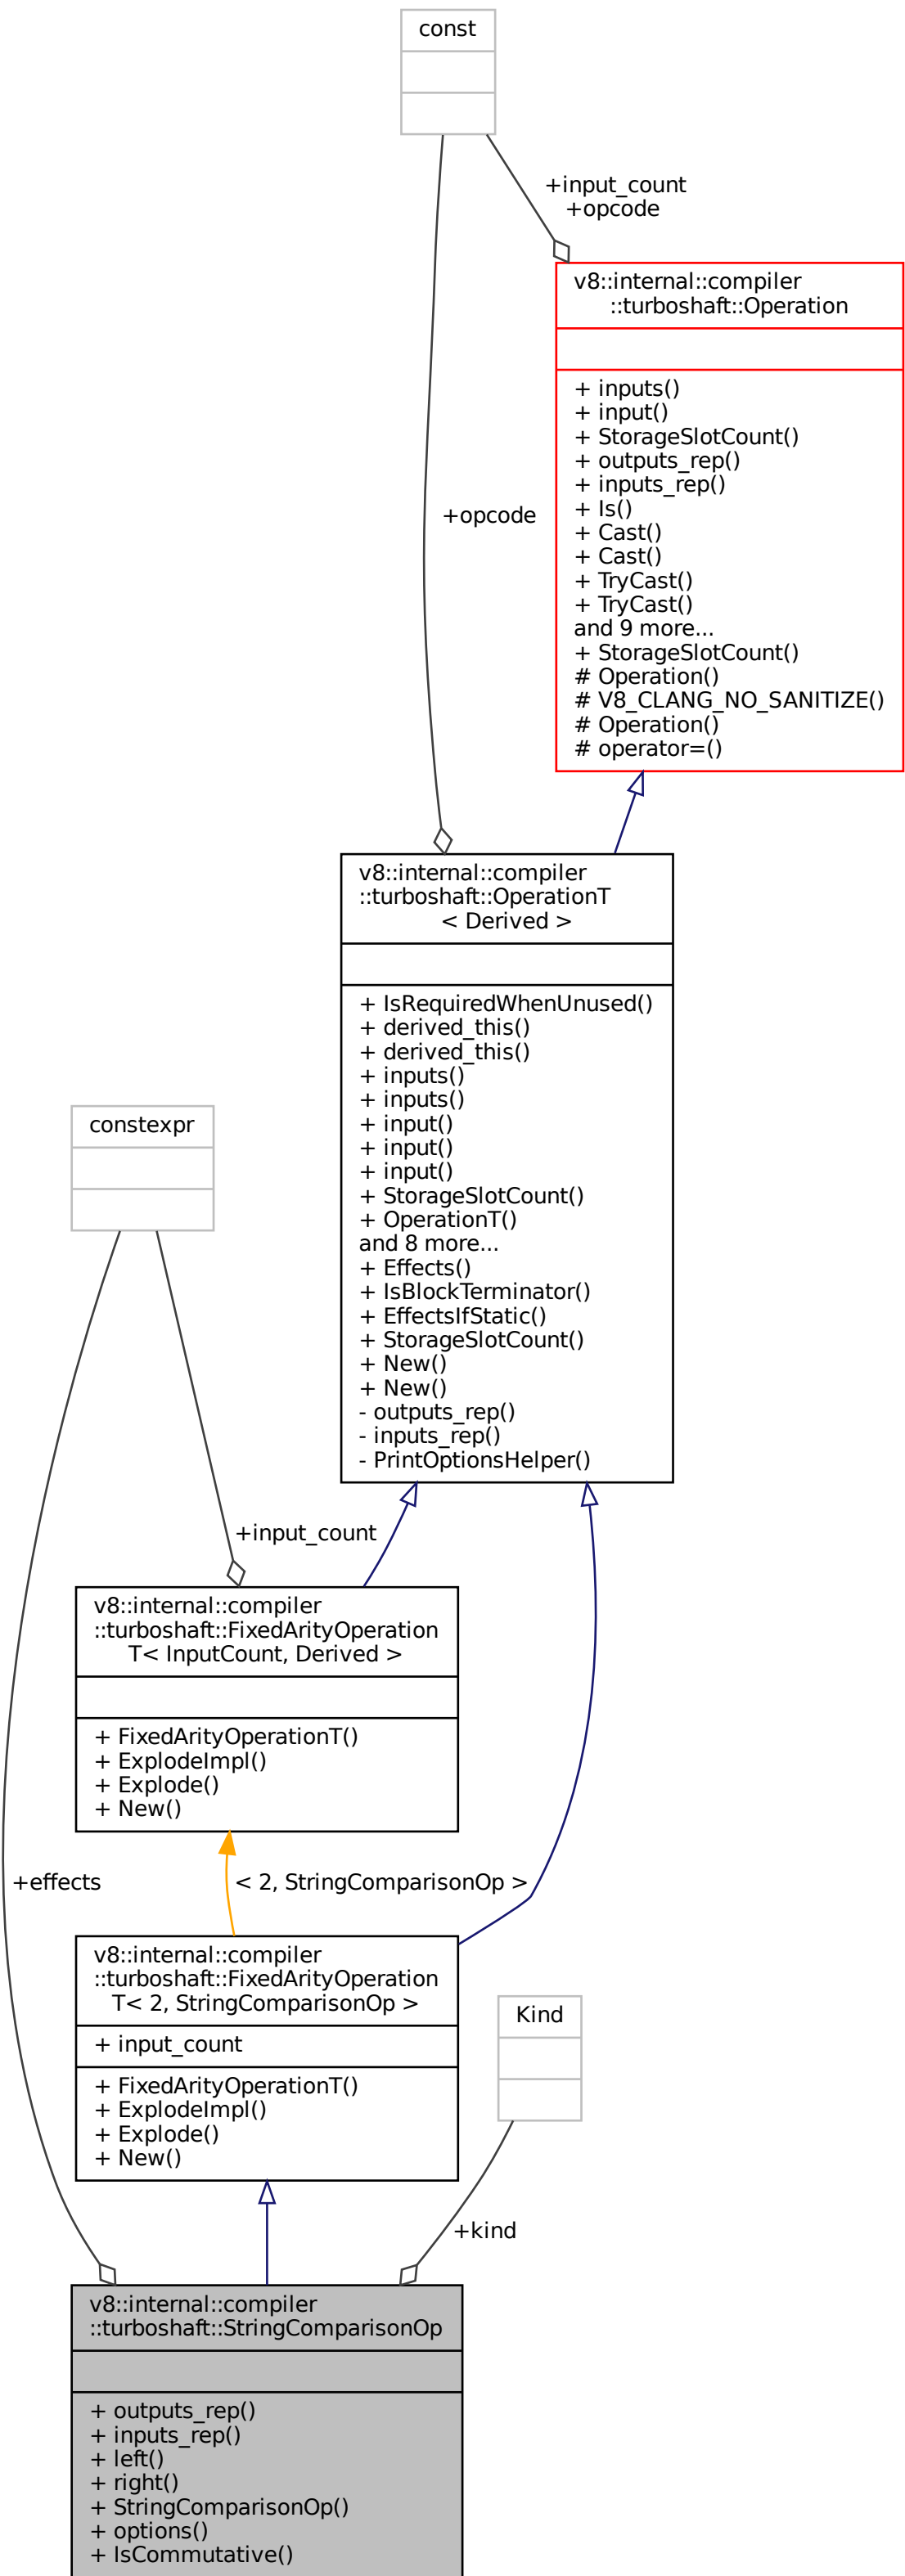 const
+input_count
+opcode
v8::internal::compiler
::turboshaft::Operation
+ inputs()
+ input()
+ StorageSlotCount()
+ outputs_rep()
+ inputs_rep()
+ Is()
+ Cast()
+ Cast()
+ TryCast()
+ TryCast()
and 9 more...
+ StorageSlotCount()
# Operation()
# V8_CLANG_NO_SANITIZE()
# Operation()
# operator=()
+opcode
v8::internal::compiler
::turboshaft::OperationT
< Derived >
+ IsRequiredWhenUnused()
+ derived_this()
+ derived_this()
+ inputs()
+ inputs()
+ input()
+ input()
+ input()
+ StorageSlotCount()
+ OperationT()
and 8 more...
+ Effects()
+ IsBlockTerminator()
+ EffectsIfStatic()
+ StorageSlotCount()
+ New()
+ New()
- outputs_rep()
- inputs_rep()
- PrintOptionsHelper()
constexpr
+input_count
v8::internal::compiler
::turboshaft::FixedArityOperation
T< InputCount, Derived >
+ FixedArityOperationT()
+ ExplodeImpl()
+ Explode()
+ New()
+effects
< 2, StringComparisonOp >
v8::internal::compiler
::turboshaft::FixedArityOperation
T< 2, StringComparisonOp >
+ input_count
+ FixedArityOperationT()
+ ExplodeImpl()
+ Explode()
+ New()
Kind
+kind
v8::internal::compiler
::turboshaft::StringComparisonOp
+ outputs_rep()
+ inputs_rep()
+ left()
+ right()
+ StringComparisonOp()
+ options()
+ IsCommutative()